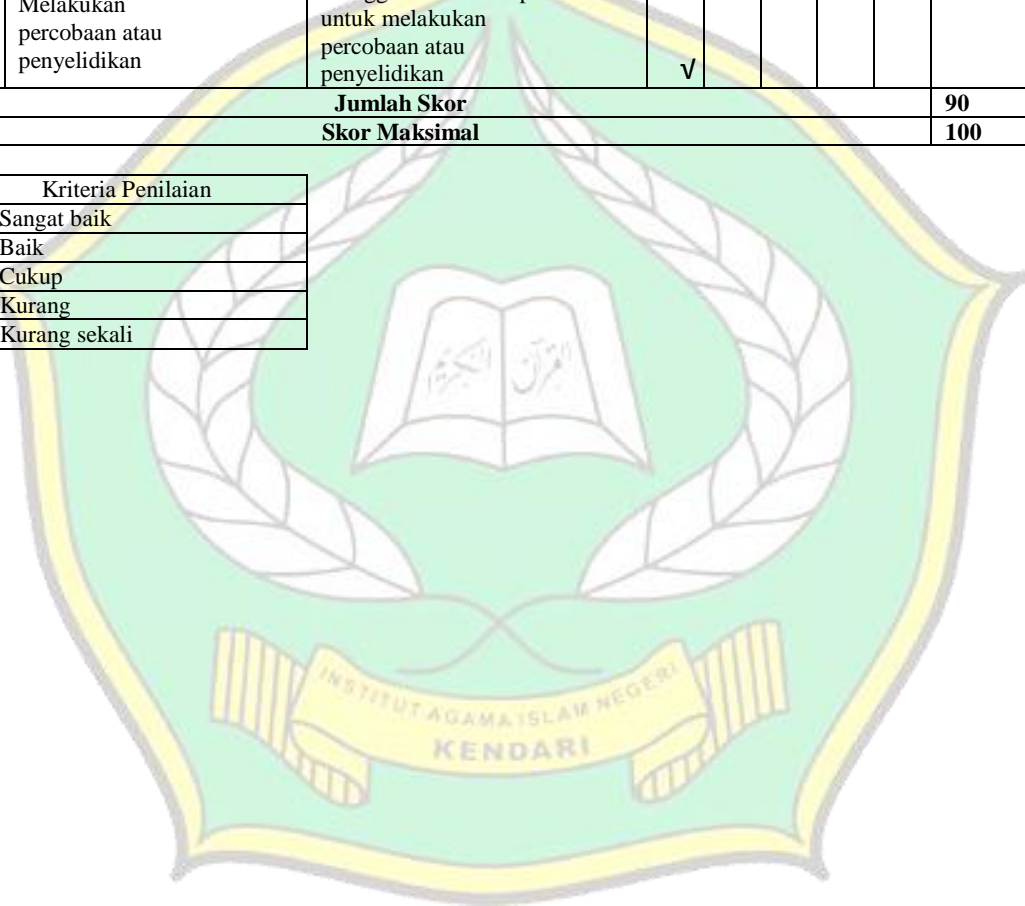 Melakukan
percobaan atau
penyelidikan
untuk melakukan
percobaan atau
penyelidikan
√
Jumlah Skor 90
Skor Maksimal 100
Kriteria Penilaian
Sangat baik
Baik
Cukup
Kurang
Kurang sekali
INSTITUT AGAMA ISLAM NEGERI
KENDARI